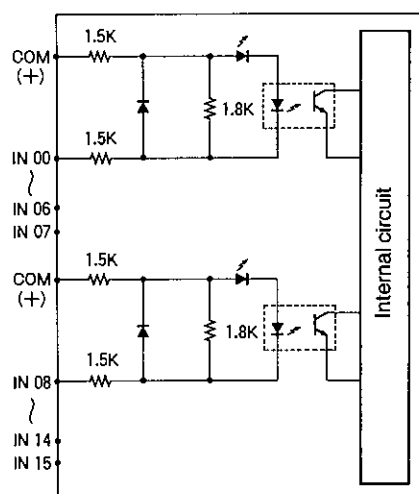 1.5K
COM
(+)
1.8K
1.5K
IN 00
IN 06
IN 07
1.5K
COM
(+)
1.8K
1.5K
IN 08
IN 14
IN 15
Internal circuit